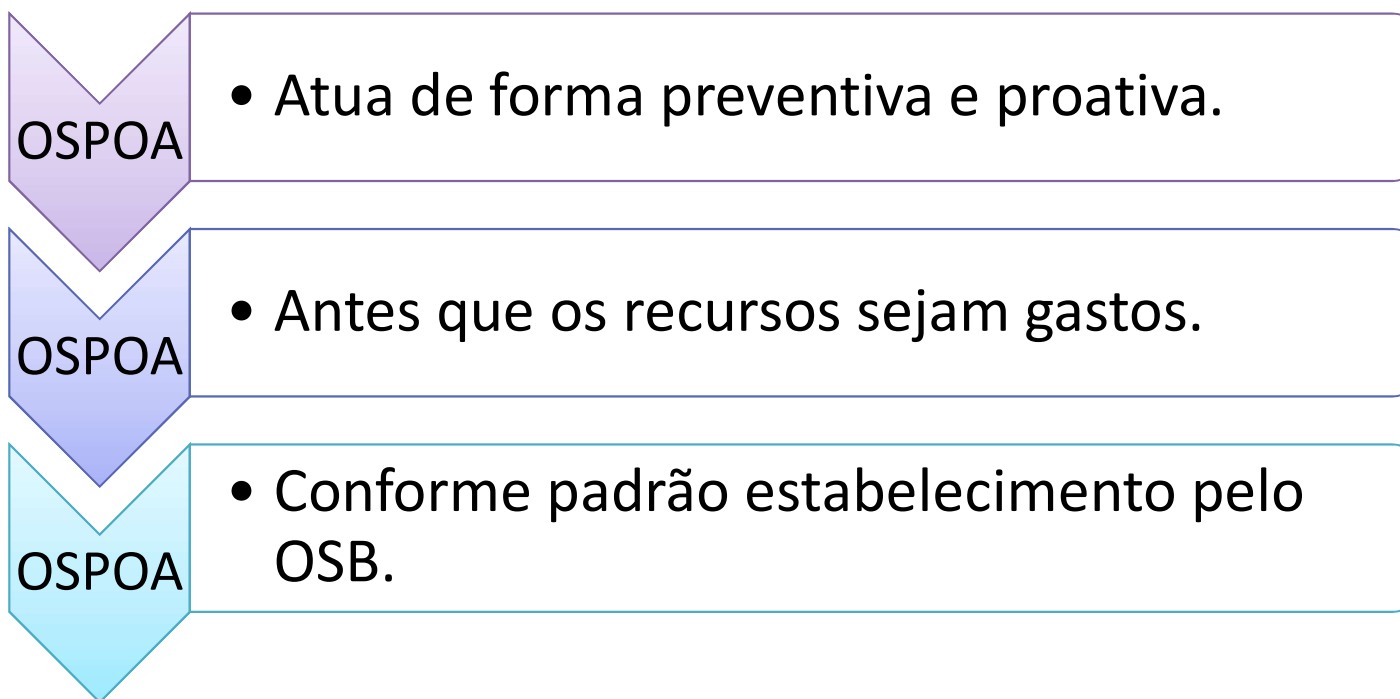 OSPOA
• Atua de forma preventiva e proativa.
OSPOA
• Antes que os recursos sejam gastos.
OSPOA
• Conforme padrão estabelecimento pelo
OSB.